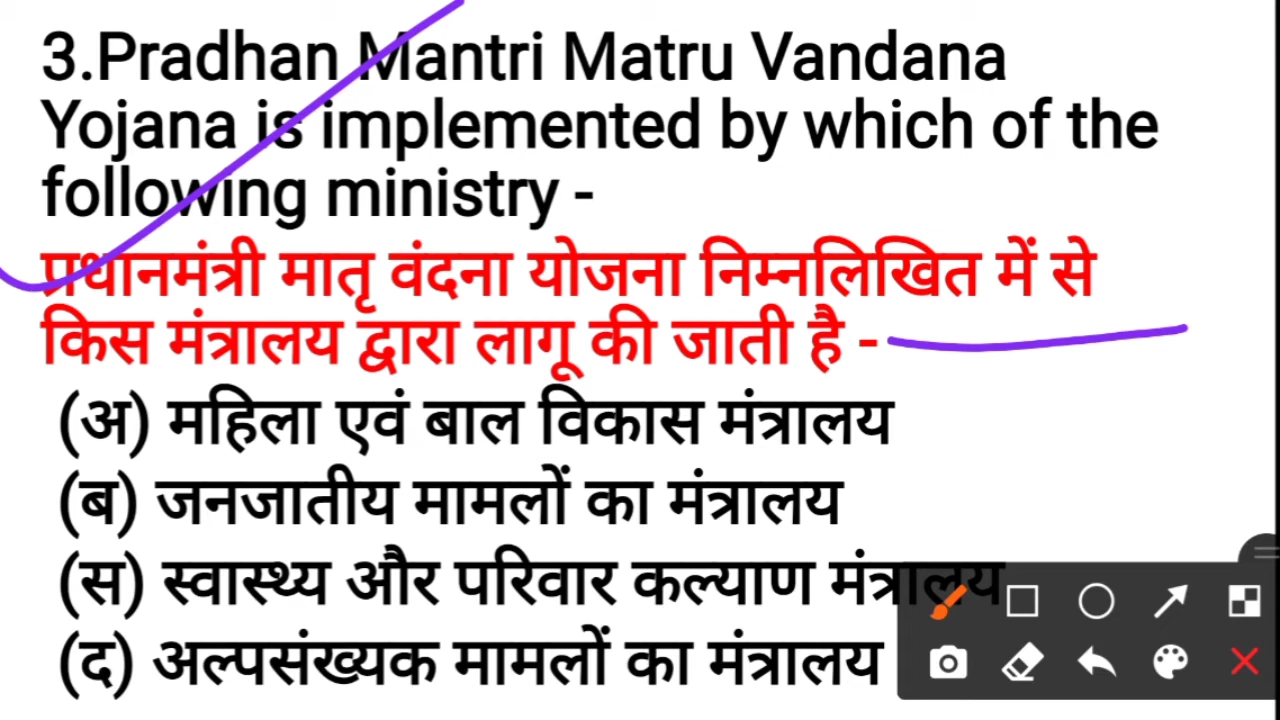 3.Pradhan Mantri Matru Vandana
Yojana is implemented by which of the
following ministry -
प्रधानमंत्री मातृ वंदना योजना निम्नलिखित में से
किस मंत्रालय द्वारा लागू की जाती है -
(अ) महिला एवं बाल विकास मंत्रालय
(ब) जनजातीय मामलों का मंत्रालय
(स) स्वास्थ्य और परिवार कल्याण मंत्रालय
(द) अल्पसंख्यक मामलों का मंत्रालय